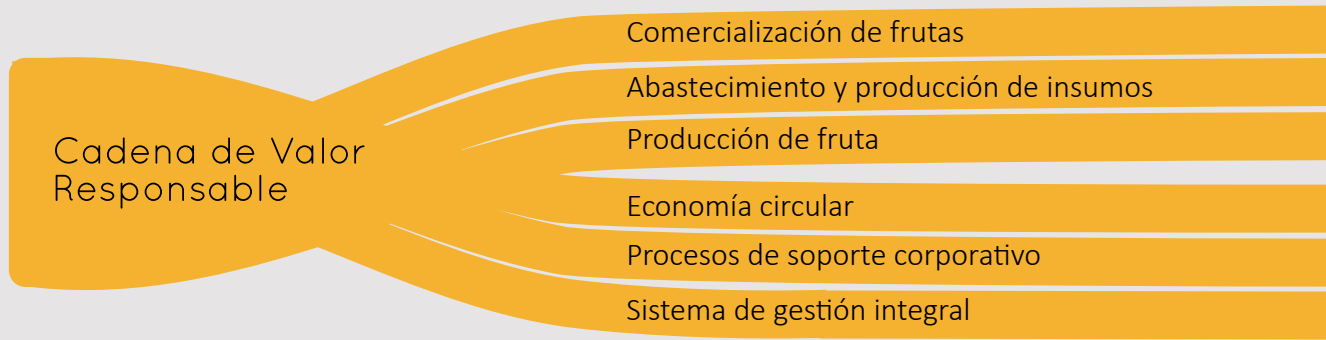 Cadena de Valor
Responsable
Comercialización de frutas
Abastecimiento y producción de insumos
Producción de fruta
Economía circular
Procesos de soporte corporativo
Sistema de gestión integral